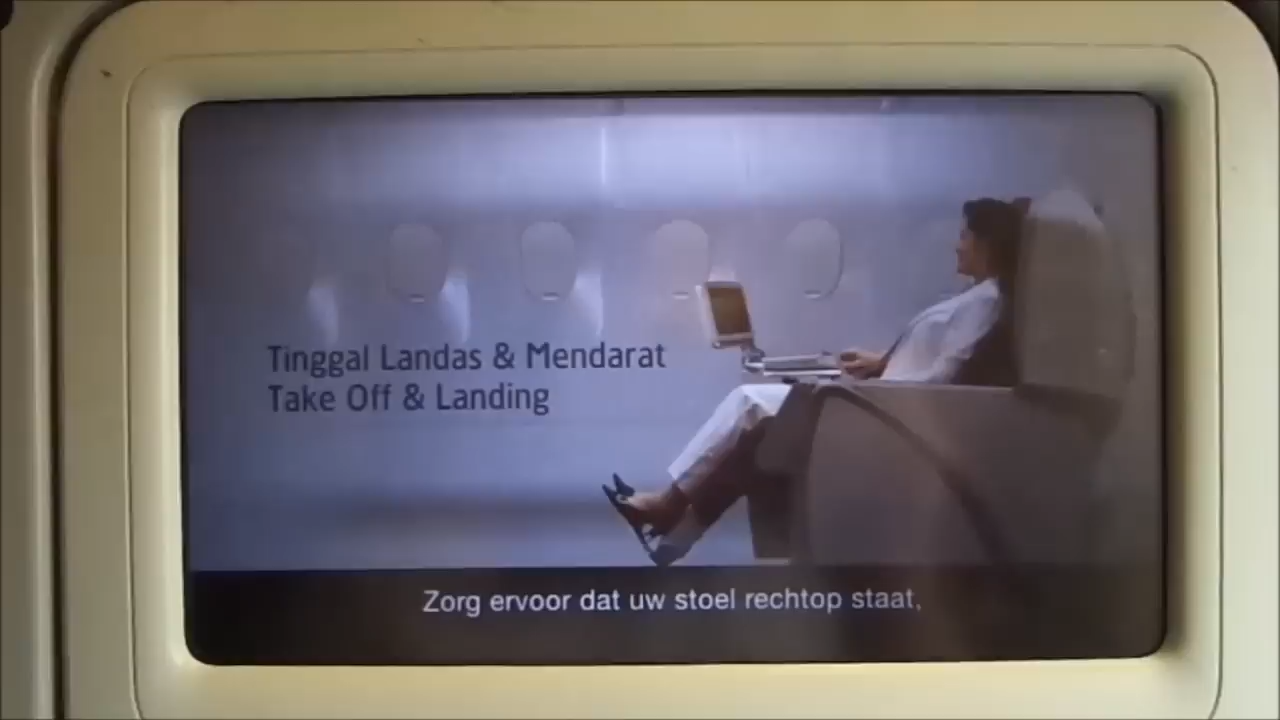 Tinggal Landas & Mendarat
Take Off & Landing
Zorg ervoor dat uw stoel rechtop staat,